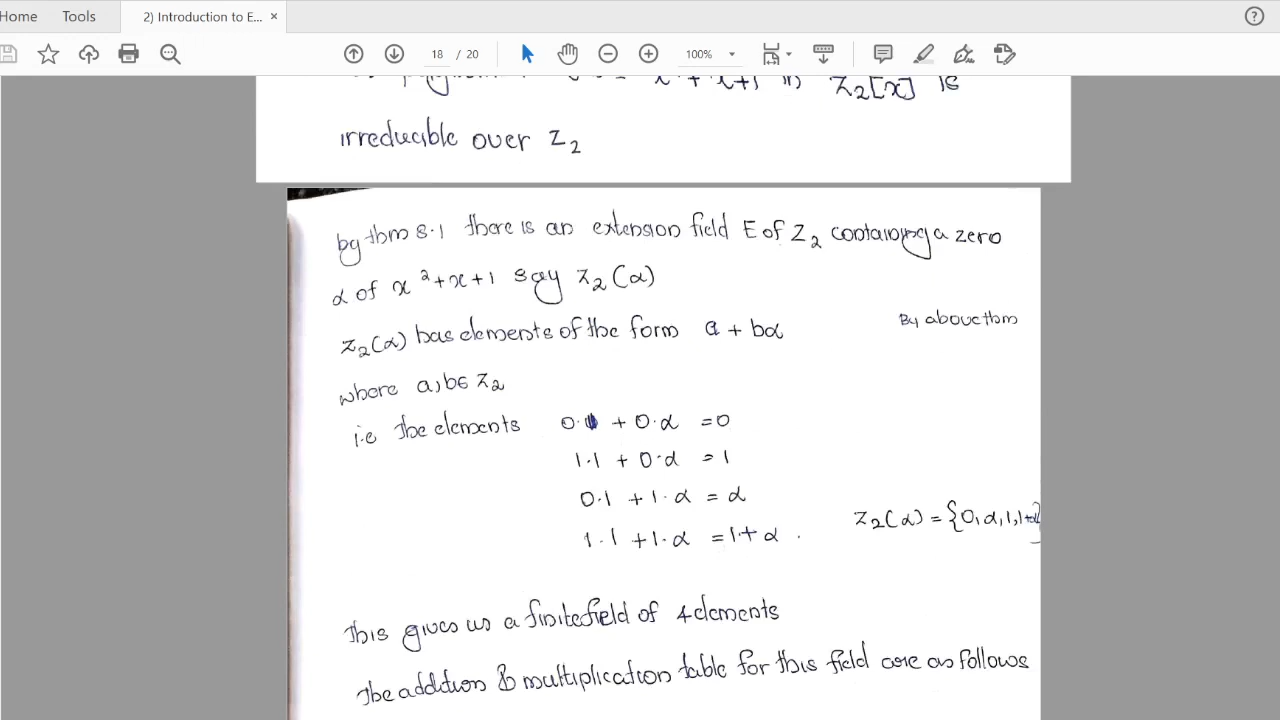 Home Tools 2) Introduction to E... ×
18 / 20 100%
x + x+1 in Z₂[x] is
irreducible over Z₂
by thm 8.1 there is an extension field E of Z₂ containing a zero
α of x² + x + 1 say Z₂(α)
Z₂(α) has elements of the form a + bα By above thm
where a, b ∈ Z₂
i.e the elements 0· + 0·α = 0
1·1 + 0·α = 1
0·1 + 1·α = α
1·1 + 1·α = 1+α .
Z₂(α) = {0, α, 1, 1+α}
This gives us a finite field of 4 elements
The addition & multiplication table for this field are as follows